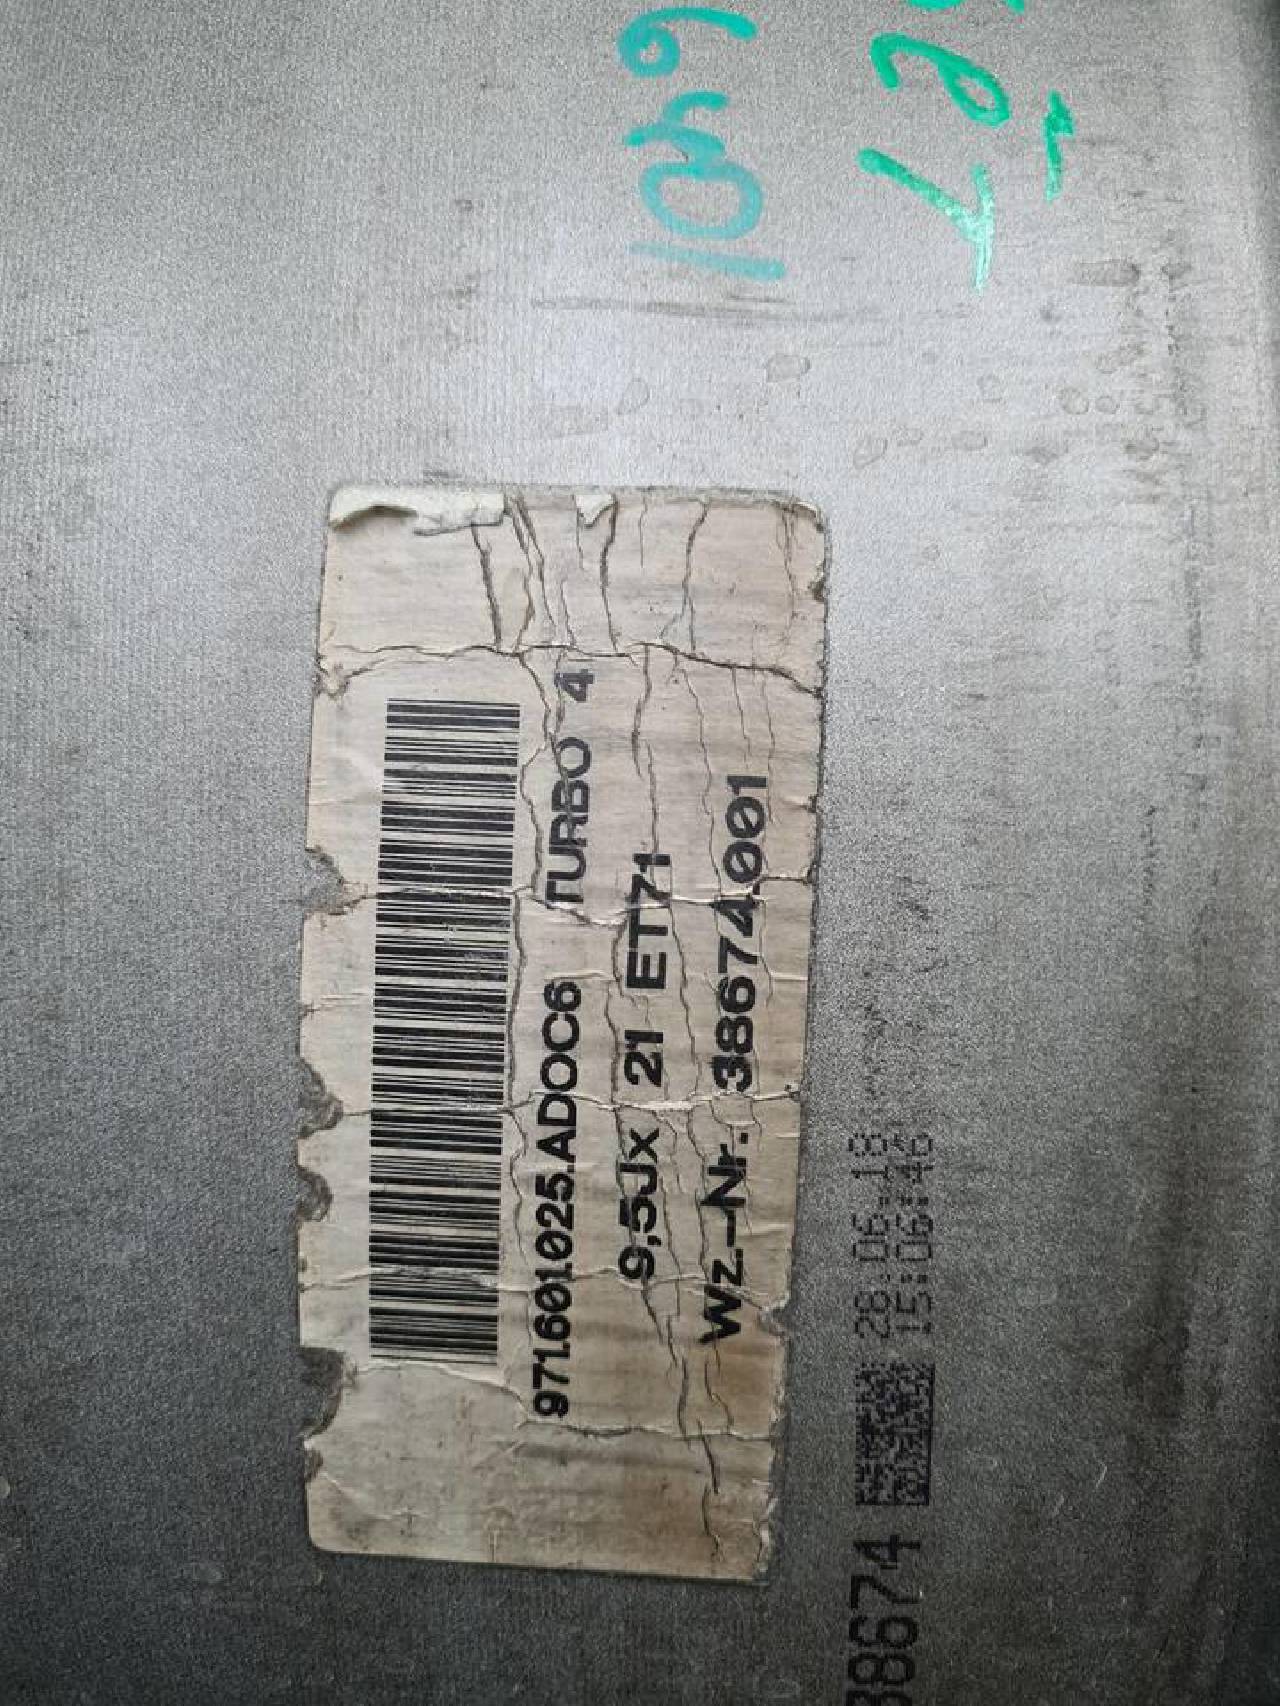 971.601.025.ADOC6 TURBO 4
9,5Jx 21 ET71
Wz.-Nr. 38674.001
28.06.18
15:06:46
38674